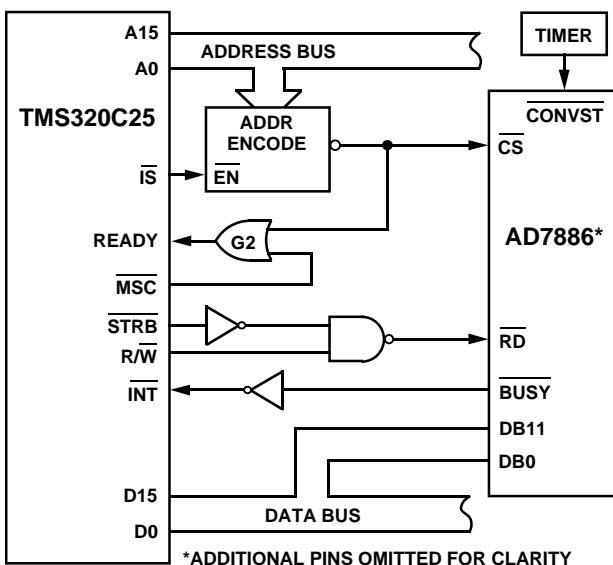 A15
A0
ADDRESS BUS
TIMER
TMS320C25
ADDR
ENCODE
EN
IS
CONVST
CS
READY
G2
AD7886*
MSC
STRB
R/W
RD
INT
BUSY
DB11
DB0
D15
D0
DATA BUS
*ADDITIONAL PINS OMITTED FOR CLARITY